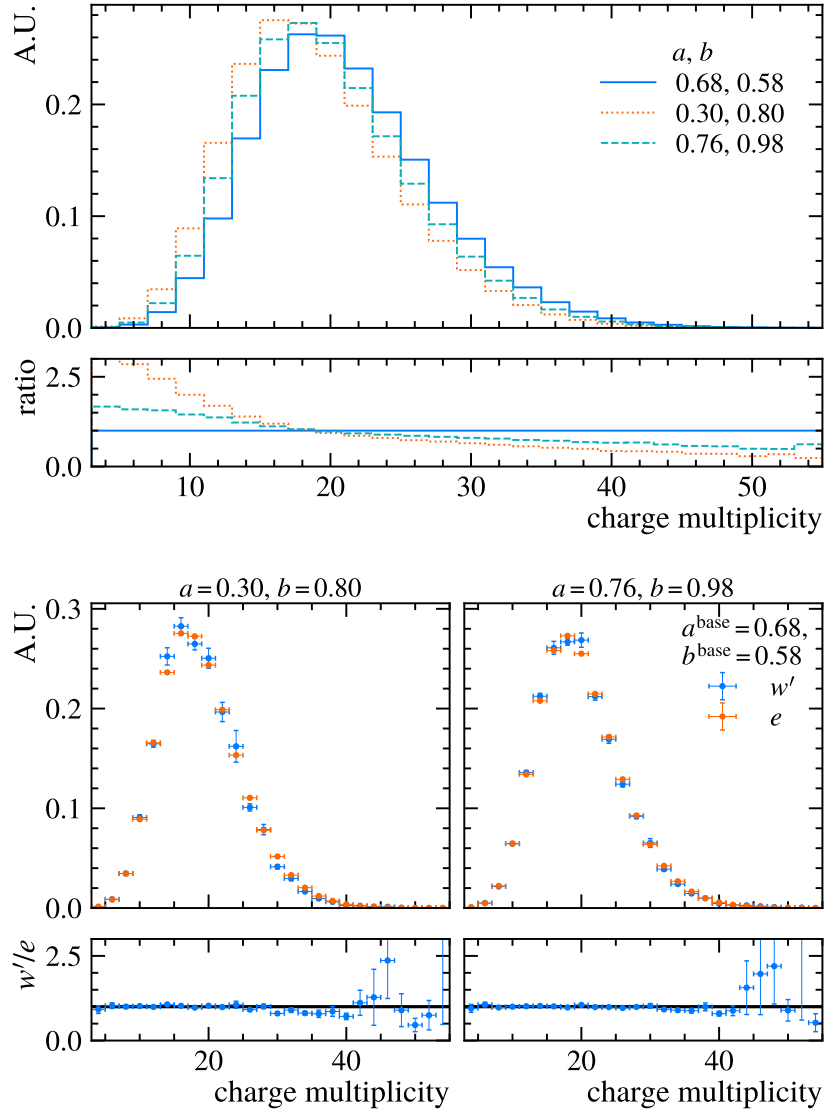 A.U.
a, b
0.68, 0.58
0.30, 0.80
0.76, 0.98
0.2
0.1
0.0
ratio
2.5
0.0
10
20
30
40
50
charge multiplicity
a = 0.30, b = 0.80
a = 0.76, b = 0.98
A.U.
0.3
0.2
0.1
0.0
a^base = 0.68,
b^base = 0.58
w′
e
w′/e
2.5
0.0
20
40
20
40
charge multiplicity
charge multiplicity